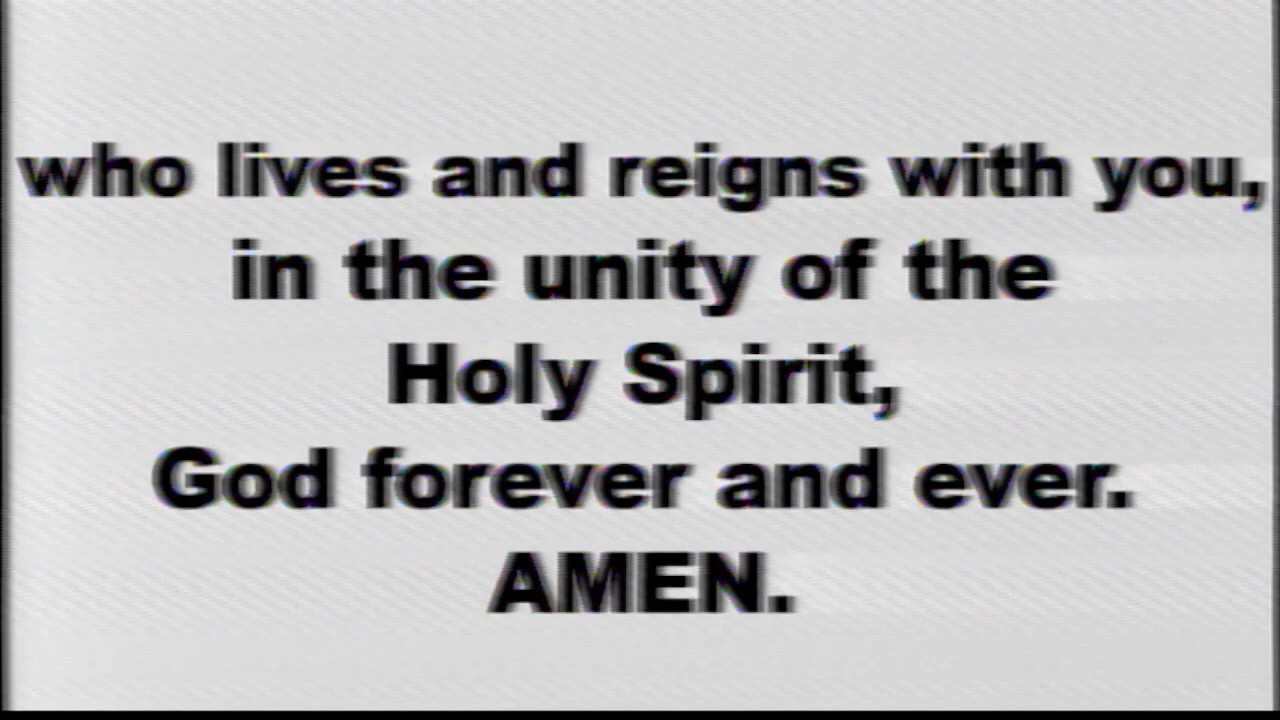 who lives and reigns with you,
in the unity of the
Holy Spirit,
God forever and ever.
AMEN.